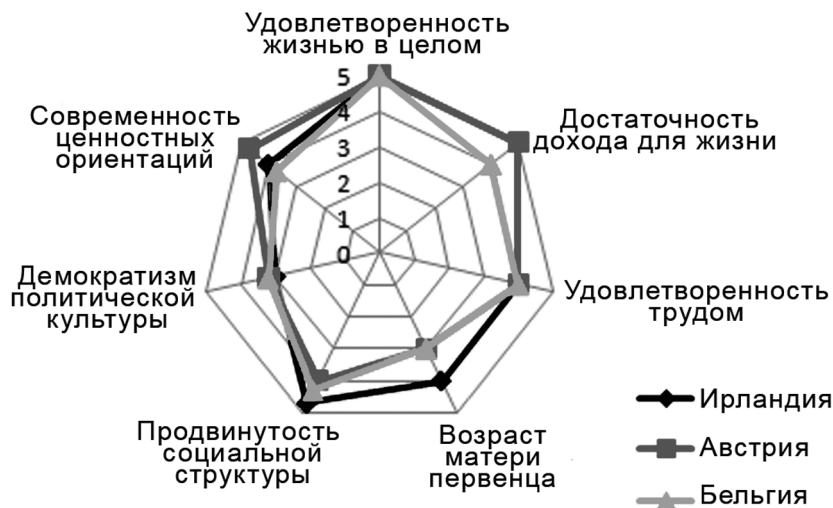 Удовлетворенность
жизнью в целом
Достаточность
дохода для жизни
Удовлетворенность
трудом
Возраст
матери
первенца
Продвинутость
социальной
структуры
Демократизм
политической
культуры
Современность
ценностных
ориентаций
5
4
3
2
1
0
Ирландия
Австрия
Бельгия